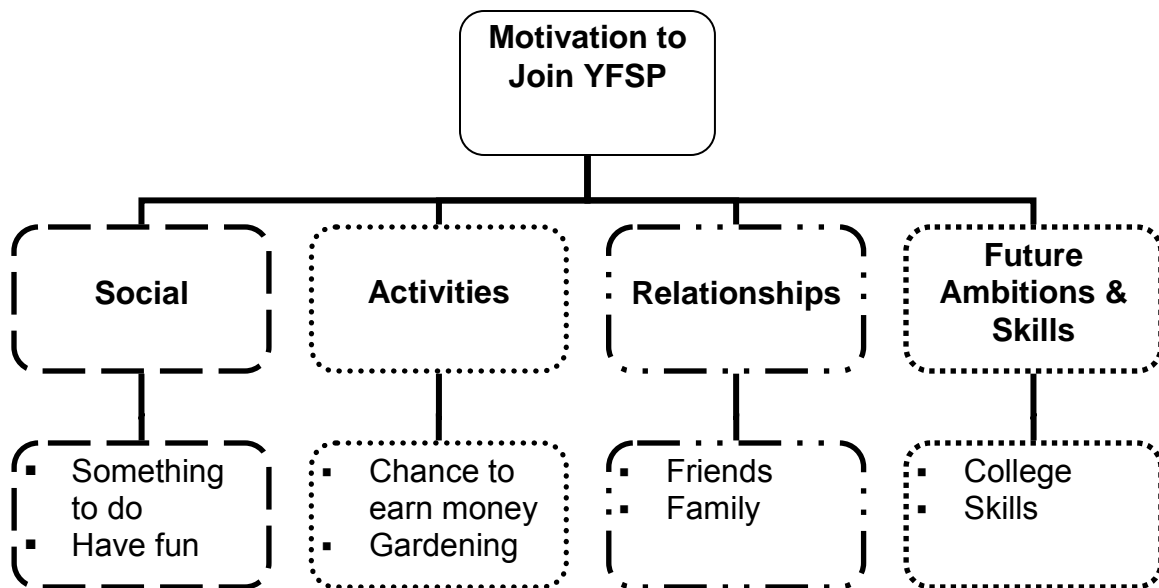 Motivation to
Join YFSP
Social
Activities
Relationships
Future
Ambitions &
Skills
▪ Something
to do
▪ Have fun
▪ Chance to
earn money
▪ Gardening
▪ Friends
▪ Family
▪ College
▪ Skills